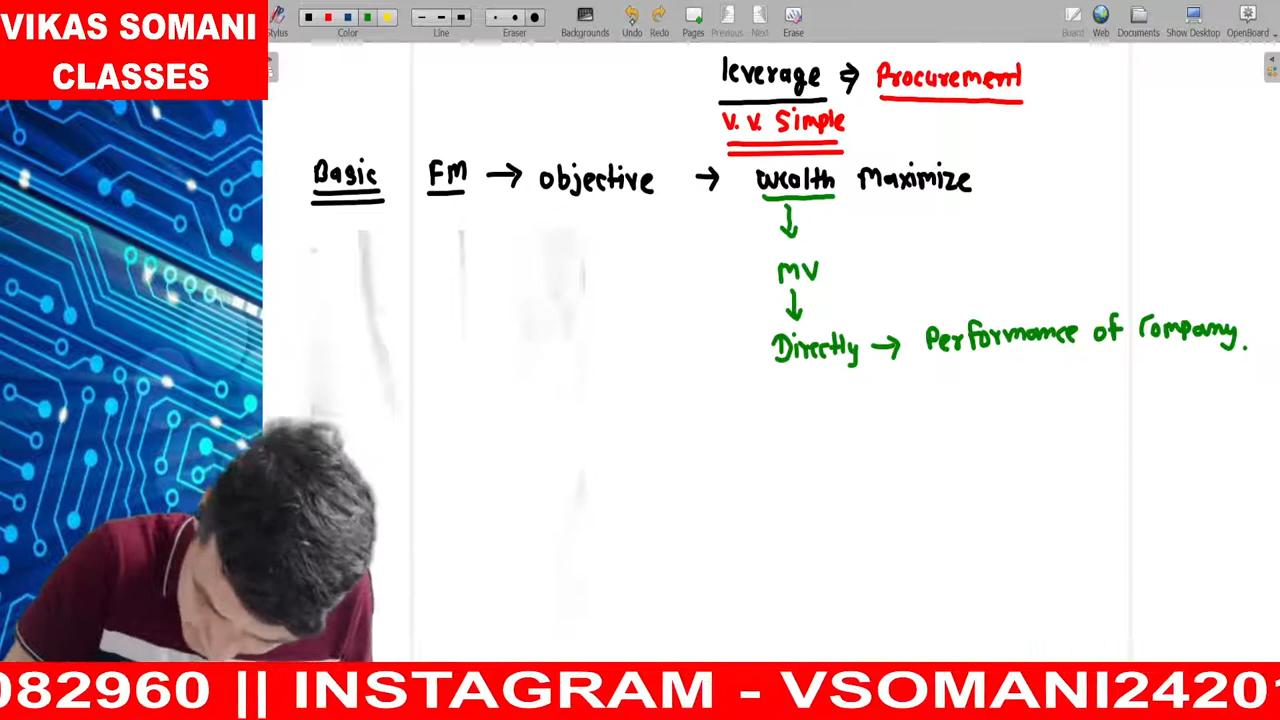 VIKAS SOMANI
CLASSES
Stylus
Color
Line
Eraser
Backgrounds
Undo
Redo
Pages
Previous
Next
Erase
Board
Web
Documents
Show Desktop
OpenBoard
leverage ⇒ Procurement
V. V. Simple
Basic FM → objective → Wealth Maximize
↓
MV
↓
Directly → Performance of Company.
082960 || INSTAGRAM - VSOMANI24201